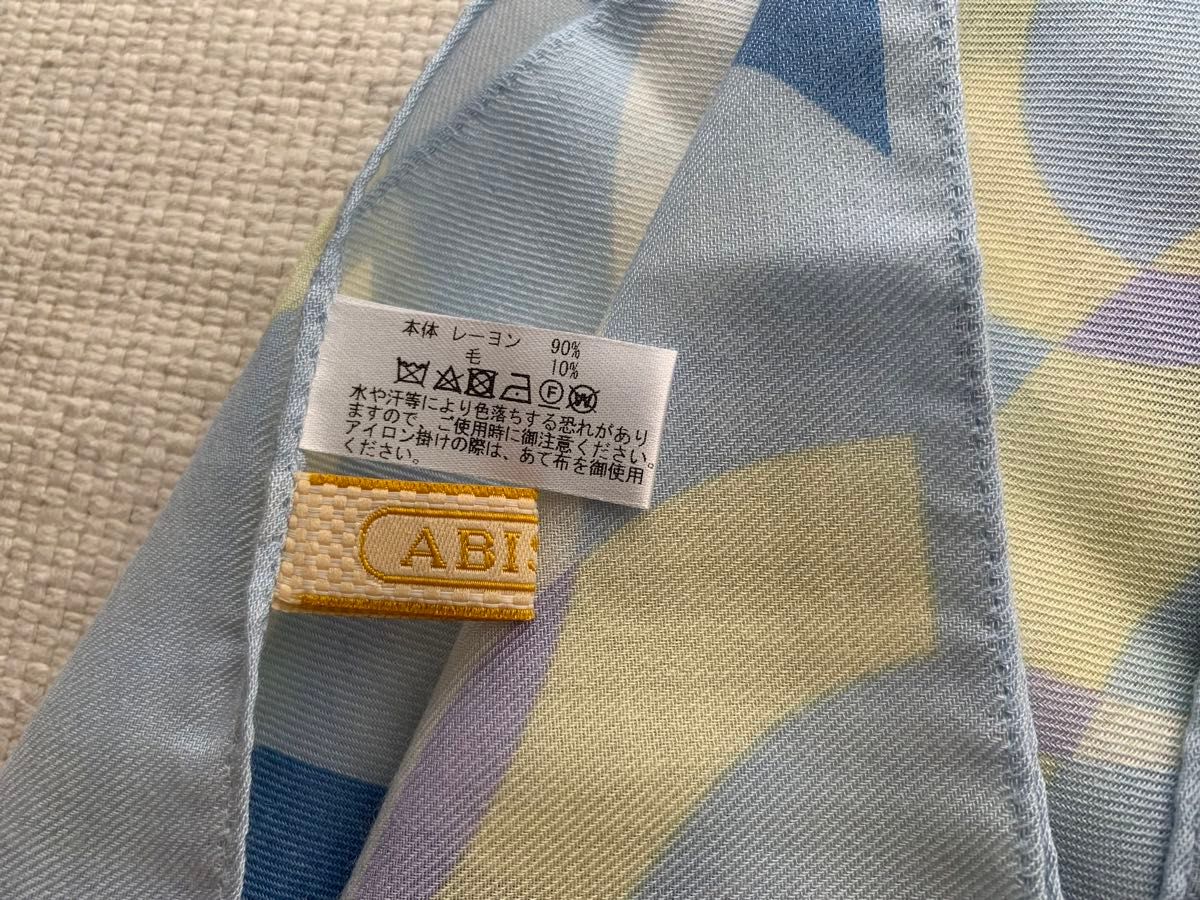 本体 レーヨン 90%
毛 10%
F W
水や汗等により色落ちする恐れがあり
ますので、ご使用時に御注意ください。
アイロン掛けの際は、あて布を御使用
ください。
ABIS